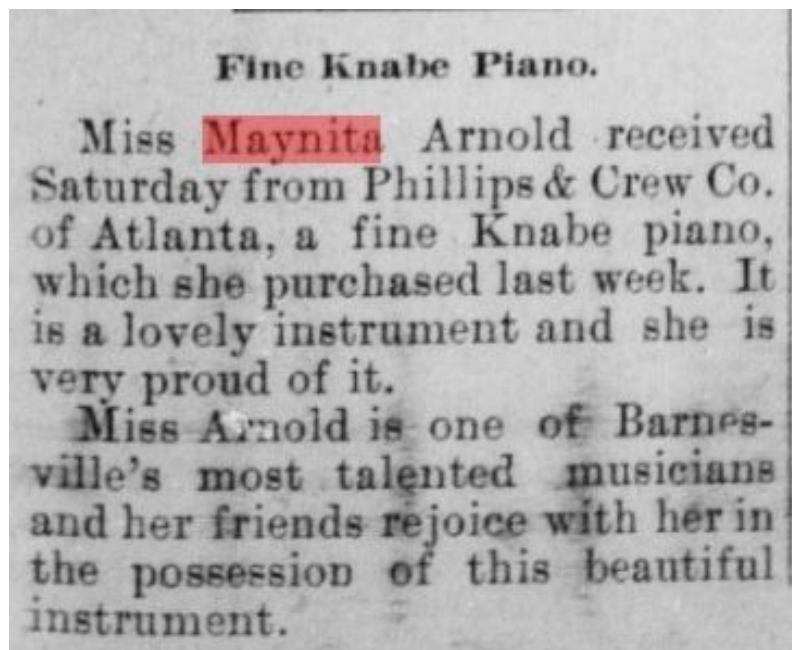 Fine Knabe Piano.
Miss Maynita Arnold received
Saturday from Phillips & Crew Co.
of Atlanta, a fine Knabe piano,
which she purchased last week. It
is a lovely instrument and she is
very proud of it.
Miss Arnold is one of Barnes-
ville's most talented musicians
and her friends rejoice with her in
the possession of this beautiful
instrument.